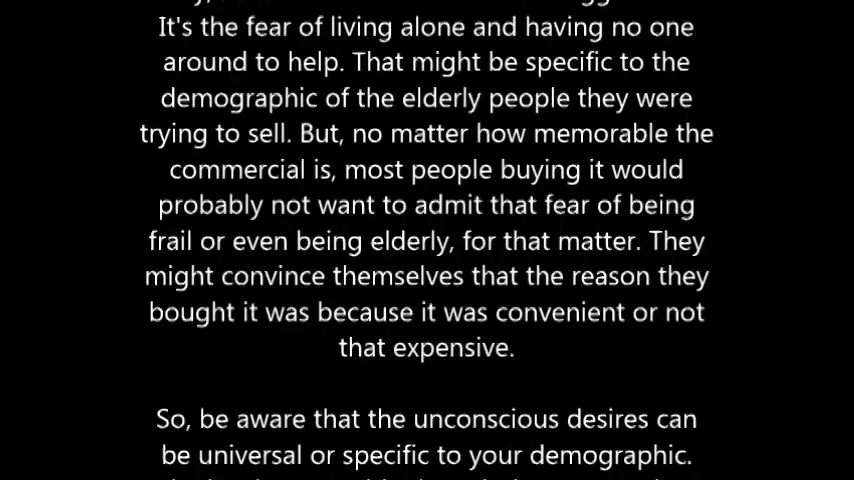 It's the fear of living alone and having no one
around to help. That might be specific to the
demographic of the elderly people they were
trying to sell. But, no matter how memorable the
commercial is, most people buying it would
probably not want to admit that fear of being
frail or even being elderly, for that matter. They
might convince themselves that the reason they
bought it was because it was convenient or not
that expensive.
So, be aware that the unconscious desires can
be universal or specific to your demographic.